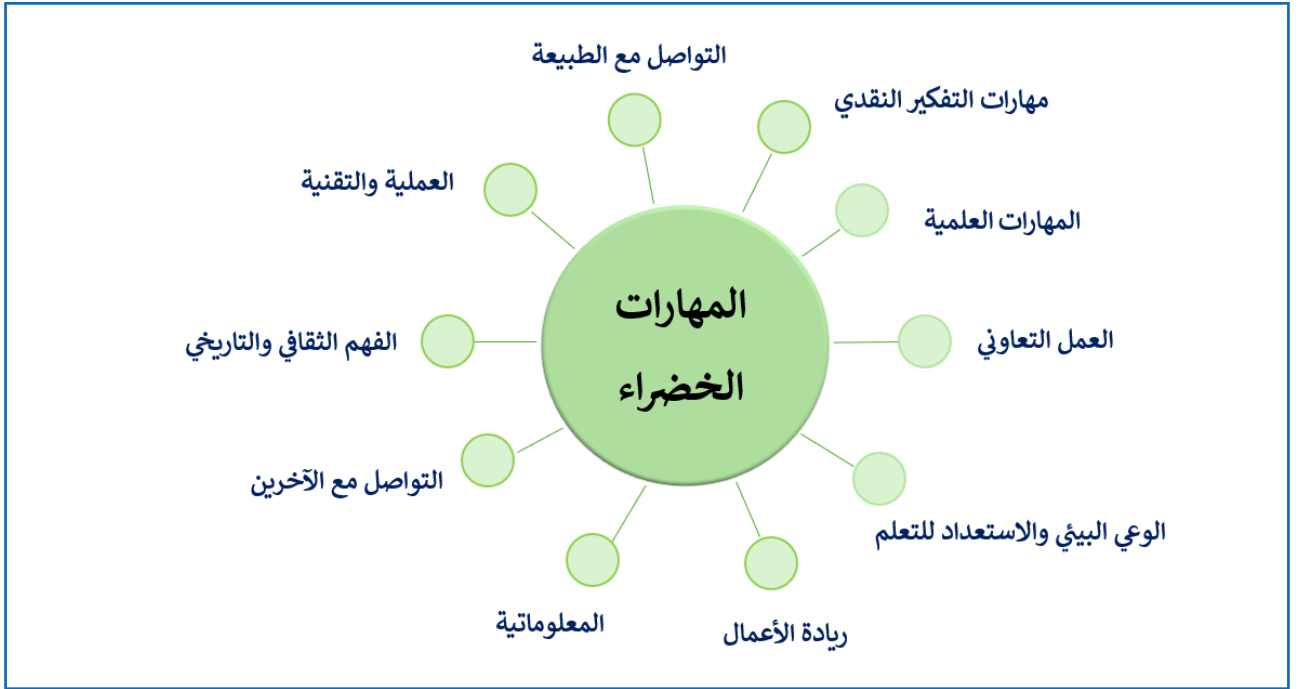 التواصل مع الطبيعة
مهارات التفكير النقدي
العملية والتقنية
المهارات العلمية
المهارات
الخضراء
العمل التعاوني
الفهم الثقافي والتاريخي
التواصل مع الآخرين
الوعي البيئي والاستعداد للتعلم
المعلوماتية
ريادة الأعمال